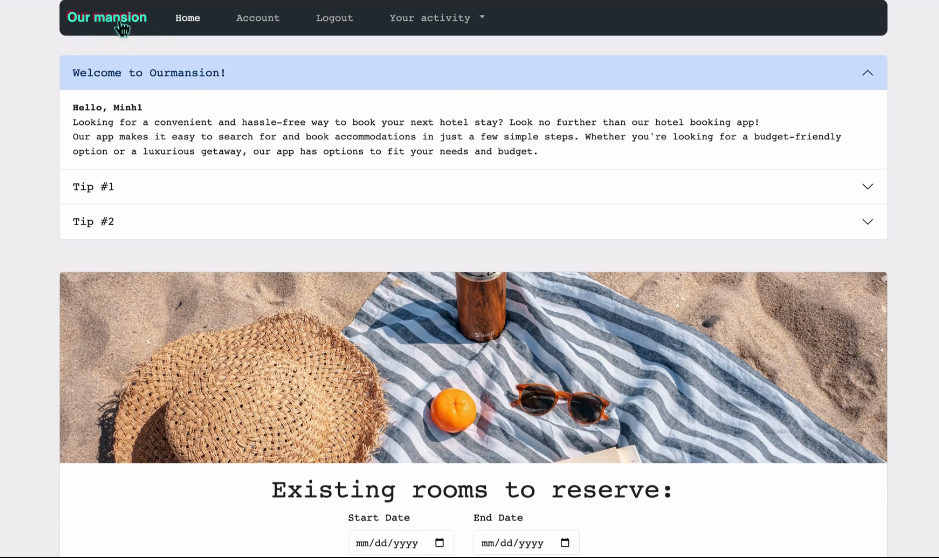 Our mansion Home Account Logout Your activity
Welcome to Ourmansion!
Hello, Minh1
Looking for a convenient and hassle-free way to book your next hotel stay? Look no further than our hotel booking app!
Our app makes it easy to search for and book accommodations in just a few simple steps. Whether you're looking for a budget-friendly
option or a luxurious getaway, our app has options to fit your needs and budget.
Tip #1
Tip #2
Existing rooms to reserve:
Start Date End Date
mm/dd/yyyy mm/dd/yyyy